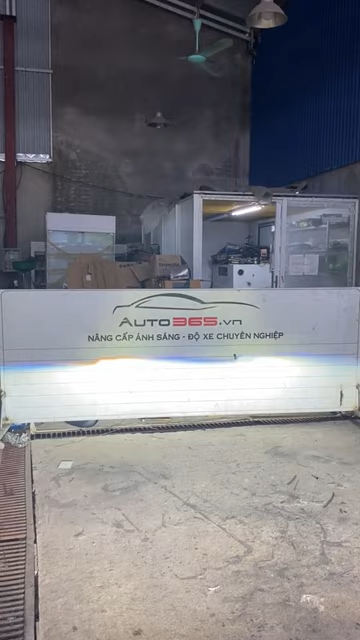 AUTO365.vn
NÂNG CẤP ÁNH SÁNG - ĐỘ XE CHUYÊN NGHIỆP